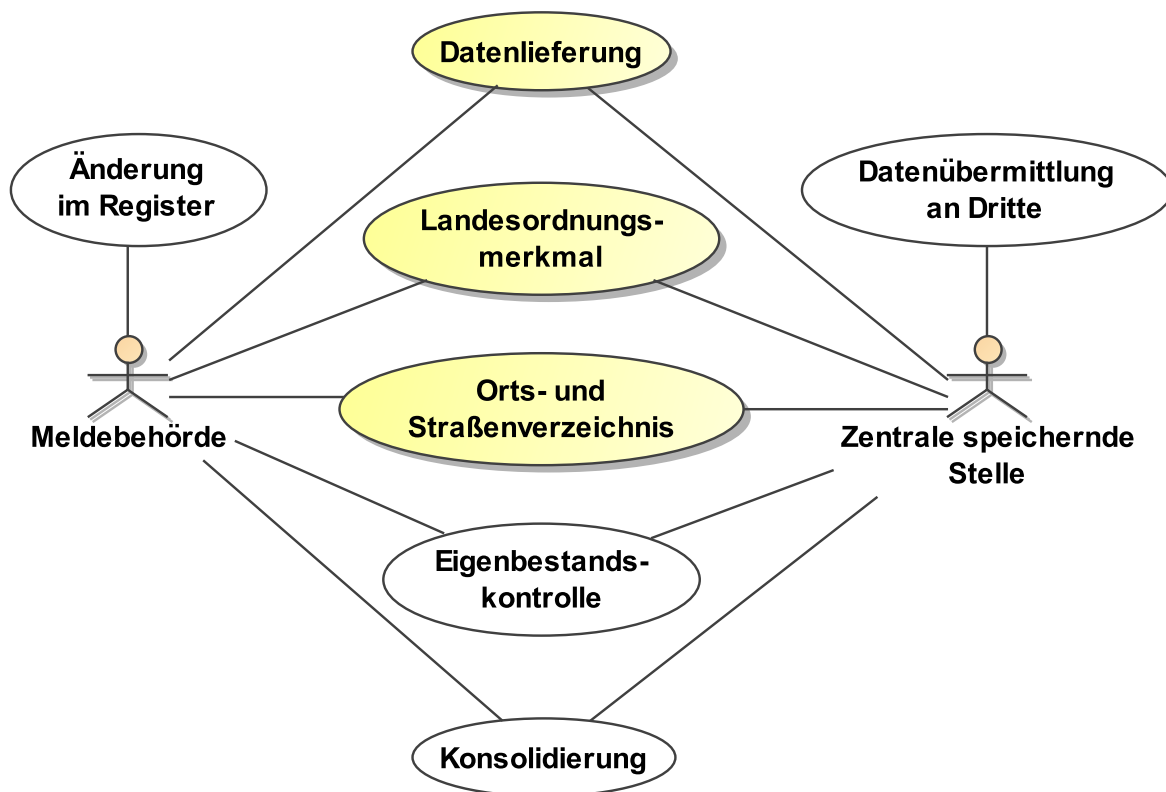 Datenlieferung
Änderung
im Register
Datenübermittlung
an Dritte
Landesordnungs-
merkmal
Orts- und
Straßenverzeichnis
Meldebehörde
Zentrale speichernde
Stelle
Eigenbestands-
kontrolle
Konsolidierung